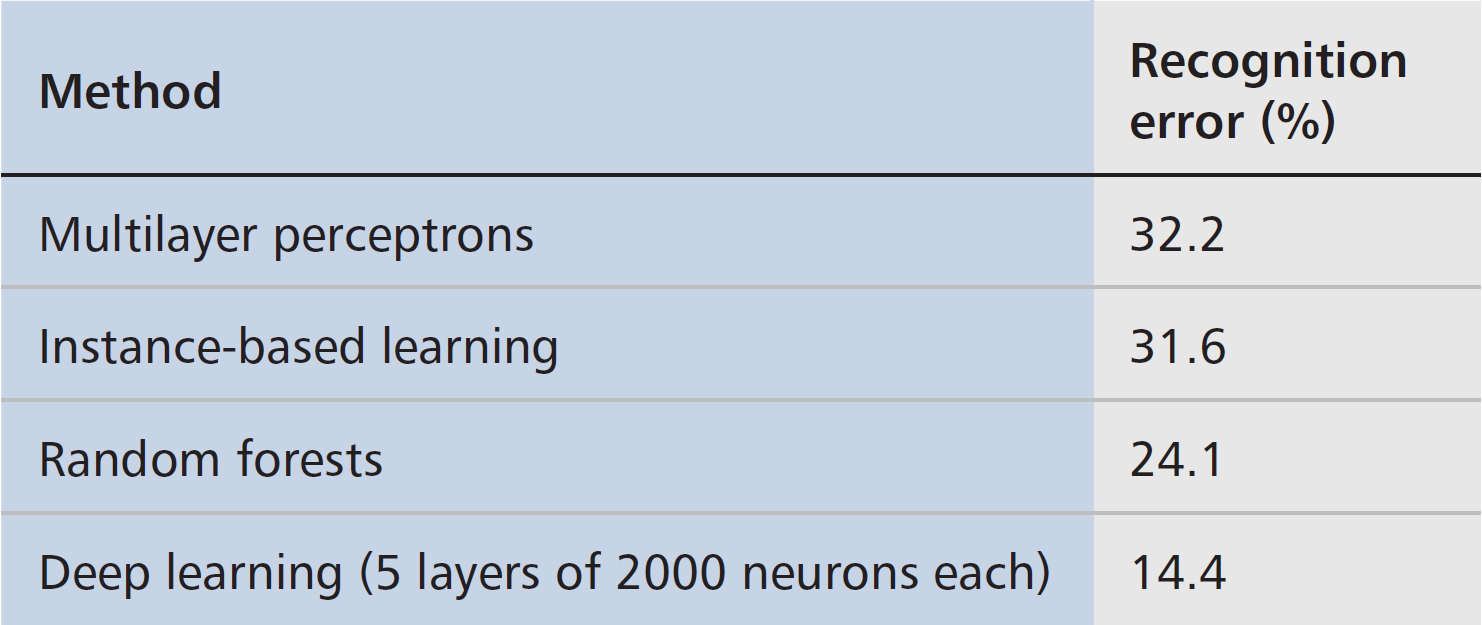 Method
Recognition
error (%)
Multilayer perceptrons 32.2
Instance-based learning 31.6
Random forests 24.1
Deep learning (5 layers of 2000 neurons each) 14.4